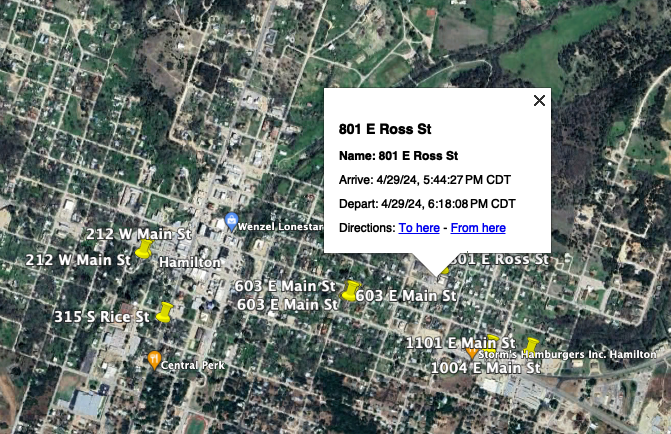 801 E Ross St
Name: 801 E Ross St
Arrive: 4/29/24, 5:44:27 PM CDT
Depart: 4/29/24, 6:18:08 PM CDT
Directions: To here - From here
Wenzel Lonestar
212 W Main St
212 W Main St
Hamilton
801 E Ross St
603 E Main St
603 E Main St
603 E Main St
315 S Rice St
1101 E Main St
Storm's Hamburgers Inc. Hamilton
Central Perk
1004 E Main St